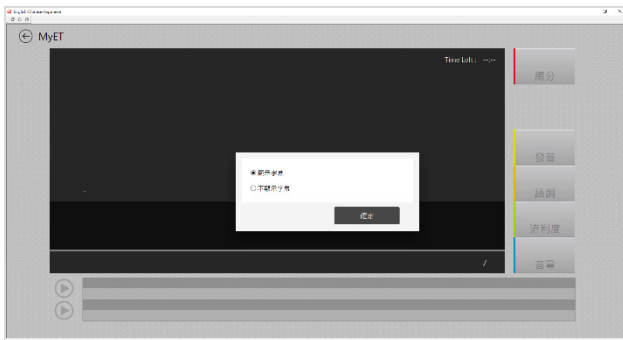 MyET
Time Left : --:--
總分
發音
語調
流利度
音量
顯示字幕
不顯示字幕
確定
/